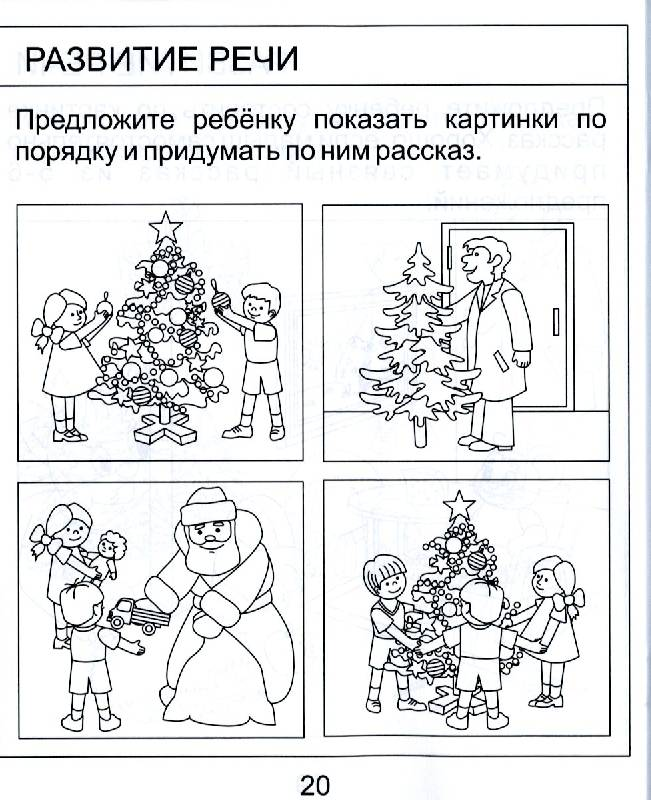 РАЗВИТИЕ РЕЧИ
Предложите ребёнку показать картинки по
порядку и придумать по ним рассказ.
20